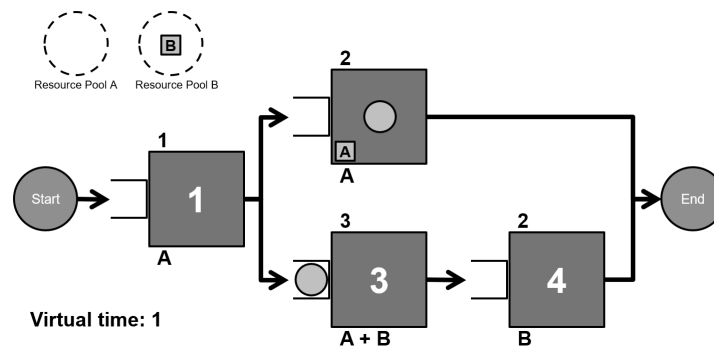 B
Resource Pool A
Resource Pool B
2
A
A
1
1
A
Start
End
3
3
A + B
2
4
B
Virtual time: 1